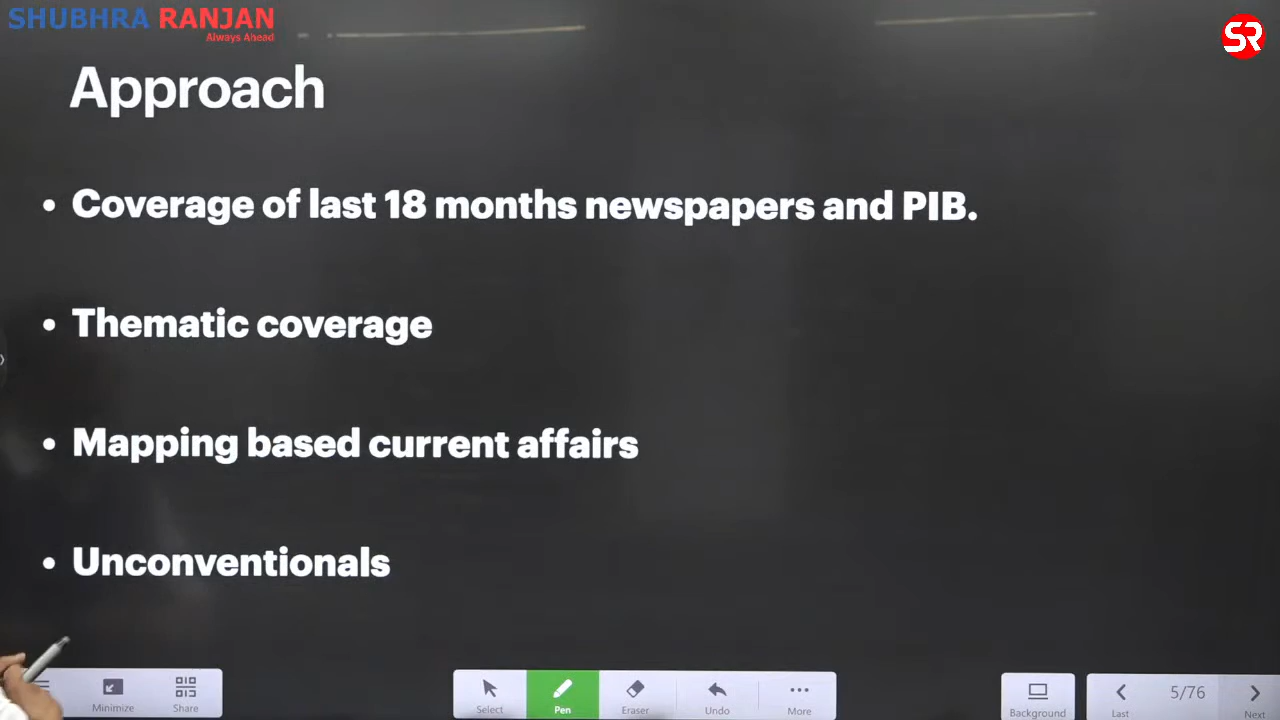 SHUBHRA RANJAN
Always Ahead
SR
Approach
• Coverage of last 18 months newspapers and PIB.
• Thematic coverage
• Mapping based current affairs
• Unconventionals
Minimize
Share
Select
Pen
Eraser
Undo
More
Background
Last
5/76
Next